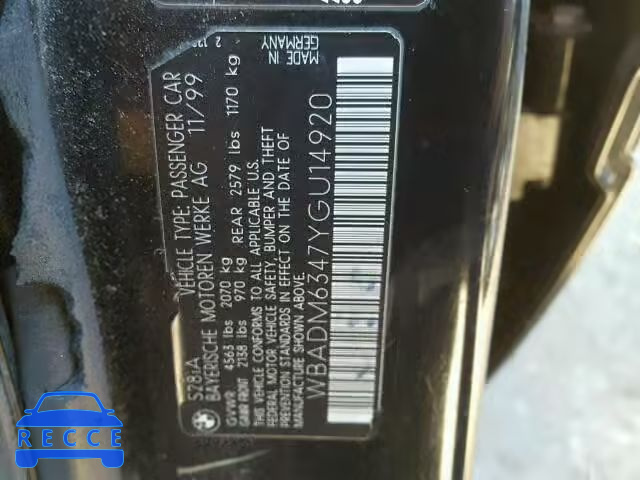 VEHICLE TYPE: PASSENGER CAR
BAYERISCHE MOTOREN WERKE AG 11/99
GVWR 4563 lbs 2070 kg
GAWR FRONT 2138 lbs 970 kg REAR 2579 lbs 1170 kg
THIS VEHICLE CONFORMS TO ALL APPLICABLE U.S.
FEDERAL MOTOR VEHICLE SAFETY, BUMPER AND THEFT
PREVENTION STANDARDS IN EFFECT ON THE DATE OF
MANUFACTURE SHOWN ABOVE.
WBADM6347YGU14920
MADE IN
GERMANY
RECCE